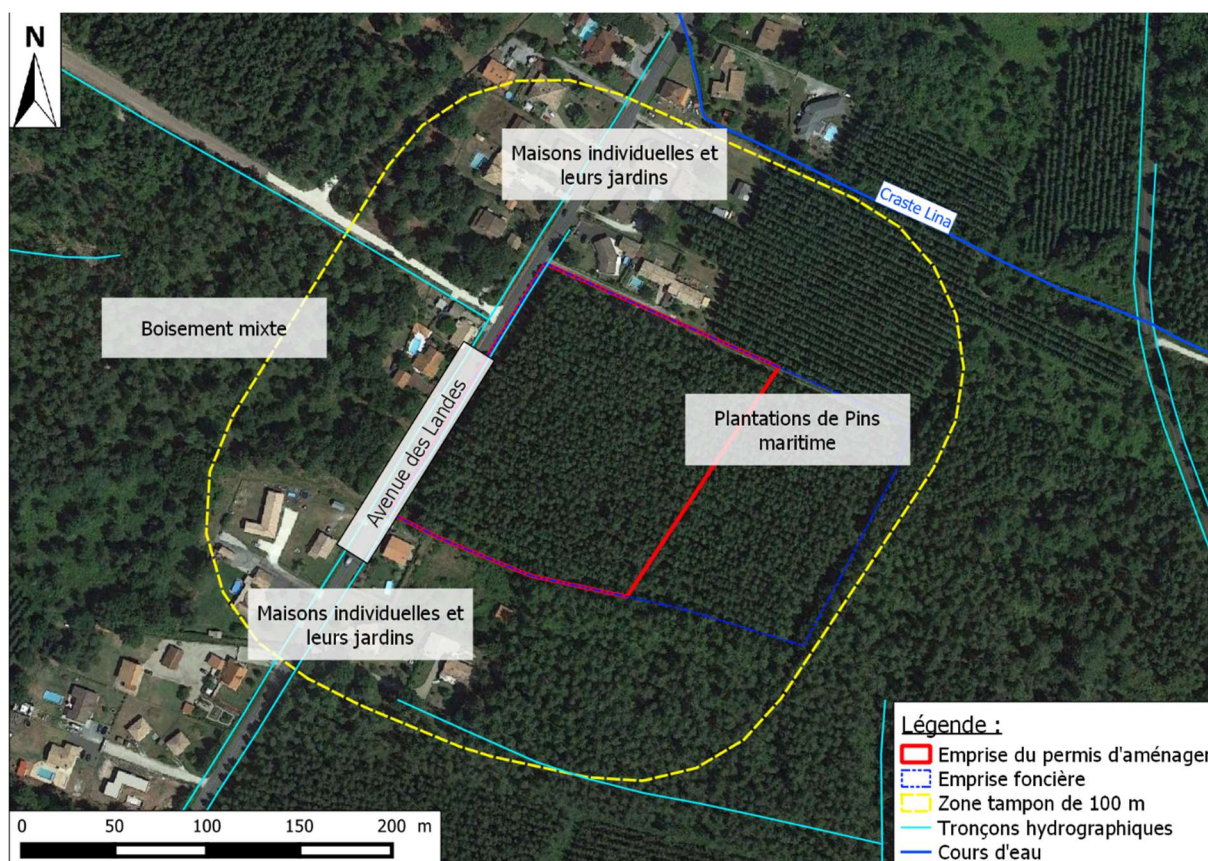 N
Maisons individuelles et
leurs jardins
Craste Lina
Boisement mixte
Avenue des Landes
Plantations de Pins
maritime
Maisons individuelles et
leurs jardins
Légende :
Emprise du permis d'aménager
Emprise foncière
Zone tampon de 100 m
Tronçons hydrographiques
Cours d'eau
0 50 100 150 200 m